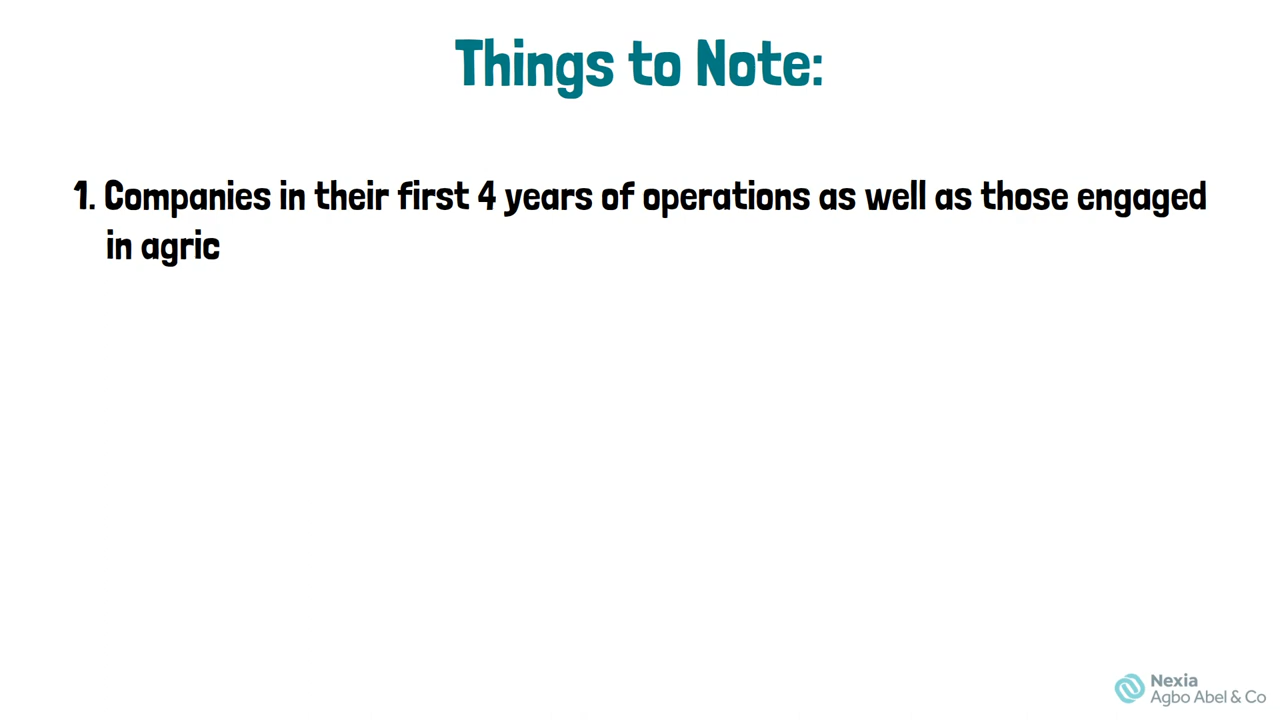 Things to Note:
1. Companies in their first 4 years of operations as well as those engaged
in agric
Nexia
Agbo Abel & Co